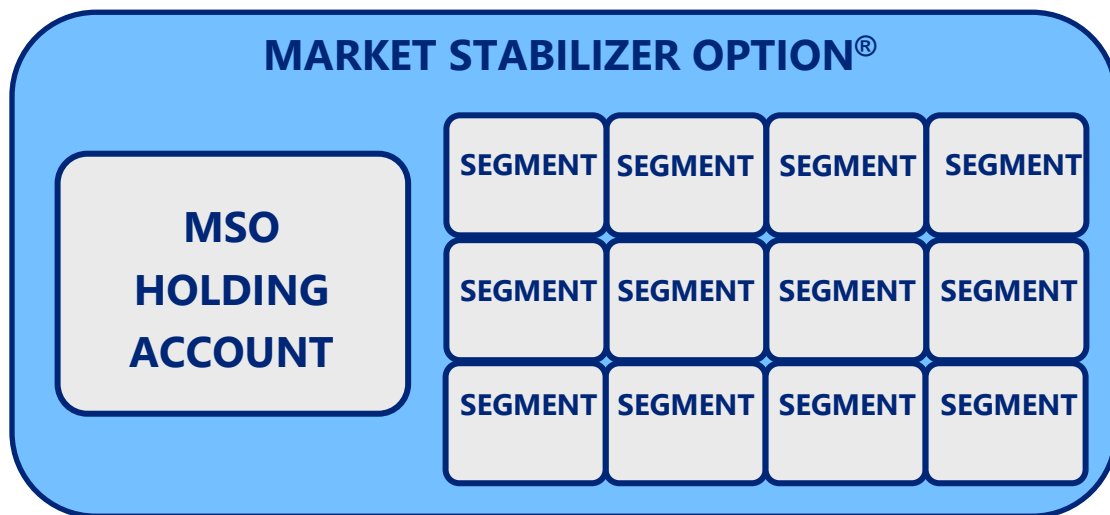 MARKET STABILIZER OPTION®
MSO
HOLDING
ACCOUNT
SEGMENT SEGMENT SEGMENT SEGMENT
SEGMENT SEGMENT SEGMENT SEGMENT
SEGMENT SEGMENT SEGMENT SEGMENT